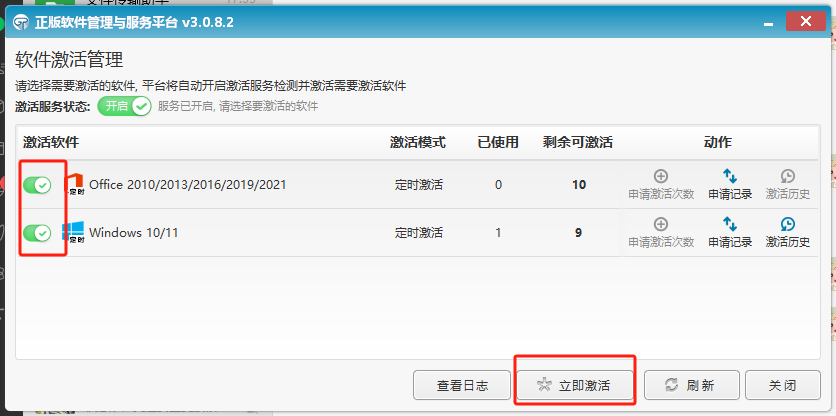 正版软件管理与服务平台 v3.0.8.2
软件激活管理
请选择需要激活的软件, 平台将自动开启激活服务检测并激活需要激活软件
激活服务状态: 开启 服务已开启, 请选择要激活的软件
激活软件 激活模式 已使用 剩余可激活 动作
定时 Office 2010/2013/2016/2019/2021 定时激活 0 10 申请激活次数 申请记录 激活历史
定时 Windows 10/11 定时激活 1 9 申请激活次数 申请记录 激活历史
查看日志 立即激活 刷新 关闭